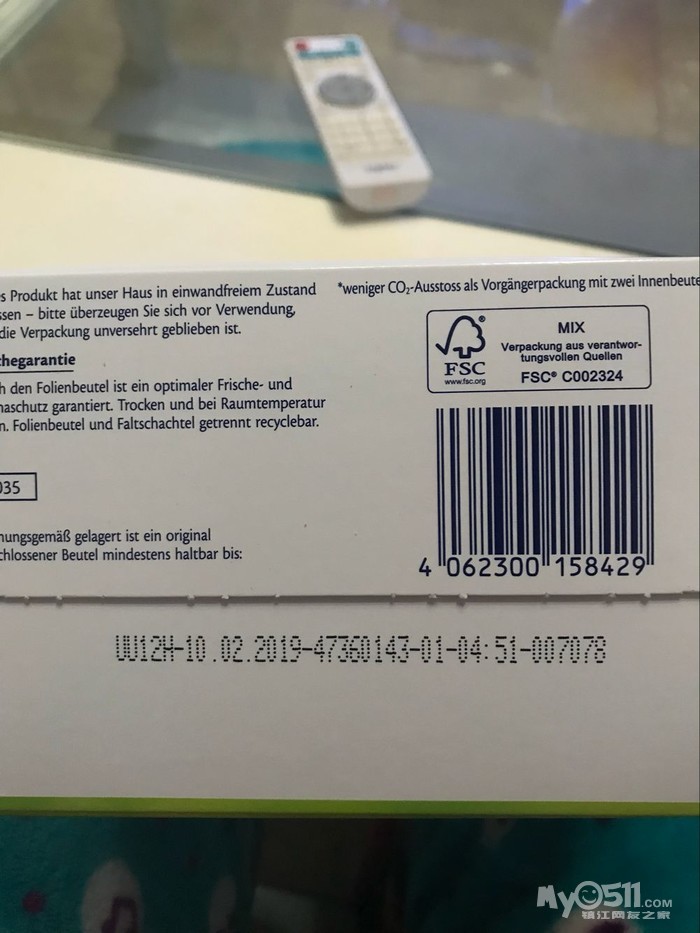 s Produkt hat unser Haus in einwandfreiem Zustand
ssen – bitte überzeugen Sie sich vor Verwendung,
die Verpackung unversehrt geblieben ist.
*weniger CO₂-Ausstoss als Vorgängerpackung mit zwei Innenbeute
FSC®
www.fsc.org
MIX
Verpackung aus verantwor-
tungsvollen Quellen
FSC® C002324
hegarantie
h den Folienbeutel ist ein optimaler Frische- und
naschutz garantiert. Trocken und bei Raumtemperatur
n. Folienbeutel und Faltschachtel getrennt recyclebar.
035
nungsgemäß gelagert ist ein original
chlossener Beutel mindestens haltbar bis:
4 062300 158429
UU12H-10.02.2019-47360143-01-04:51-007078
My0511.COM
镇江网友之家